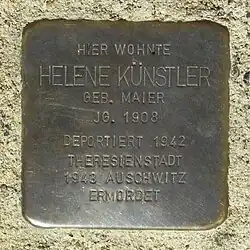 HIER WOHNTE
HELENE KÜNSTLER
GEB. MAIER
JG. 1908
DEPORTIERT 1942
THERESIENSTADT
1943 AUSCHWITZ
ERMORDET